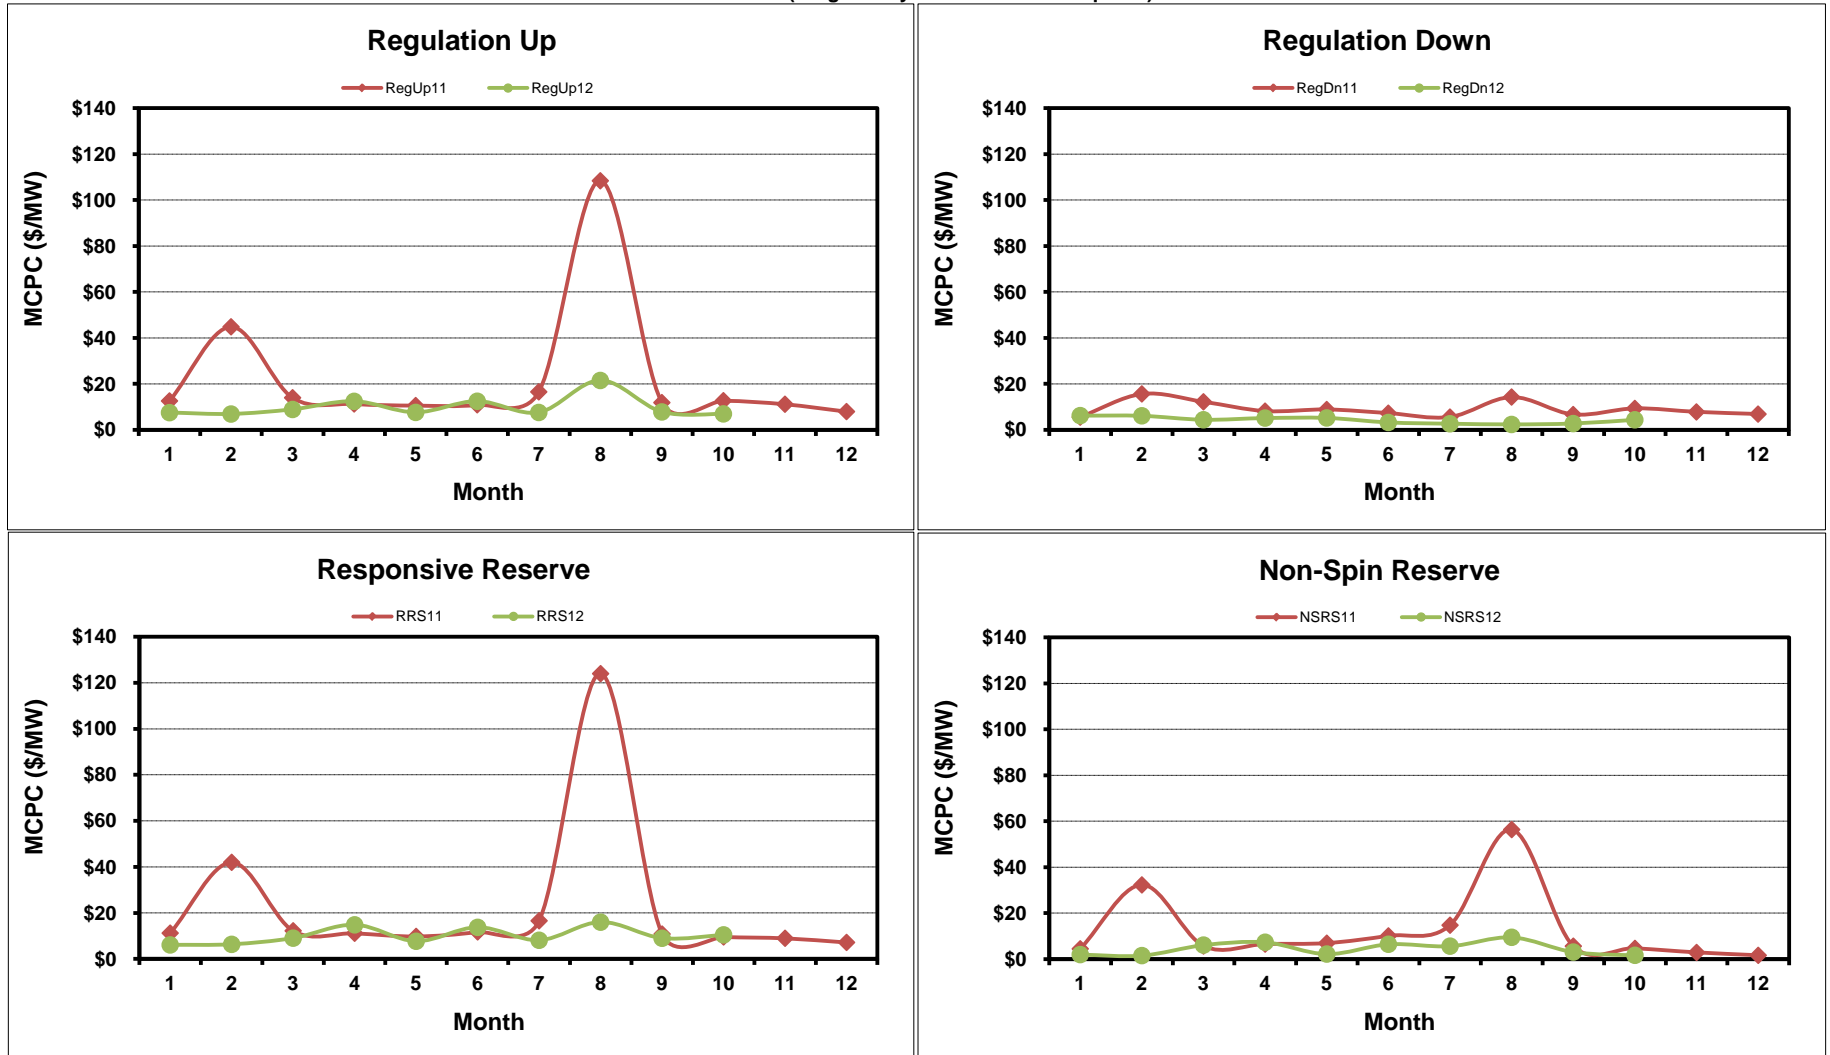 Regulation Up
RegUp11 RegUp12
$140
$120
$100
$80
$60
$40
$20
$0
MCPC ($/MW)
1 2 3 4 5 6 7 8 9 10 11 12
Month
Regulation Down
RegDn11 RegDn12
$140
$120
$100
$80
$60
$40
$20
$0
MCPC ($/MW)
1 2 3 4 5 6 7 8 9 10 11 12
Month
Responsive Reserve
RRS11 RRS12
$140
$120
$100
$80
$60
$40
$20
$0
MCPC ($/MW)
1 2 3 4 5 6 7 8 9 10 11 12
Month
Non-Spin Reserve
NSRS11 NSRS12
$140
$120
$100
$80
$60
$40
$20
$0
MCPC ($/MW)
1 2 3 4 5 6 7 8 9 10 11 12
Month